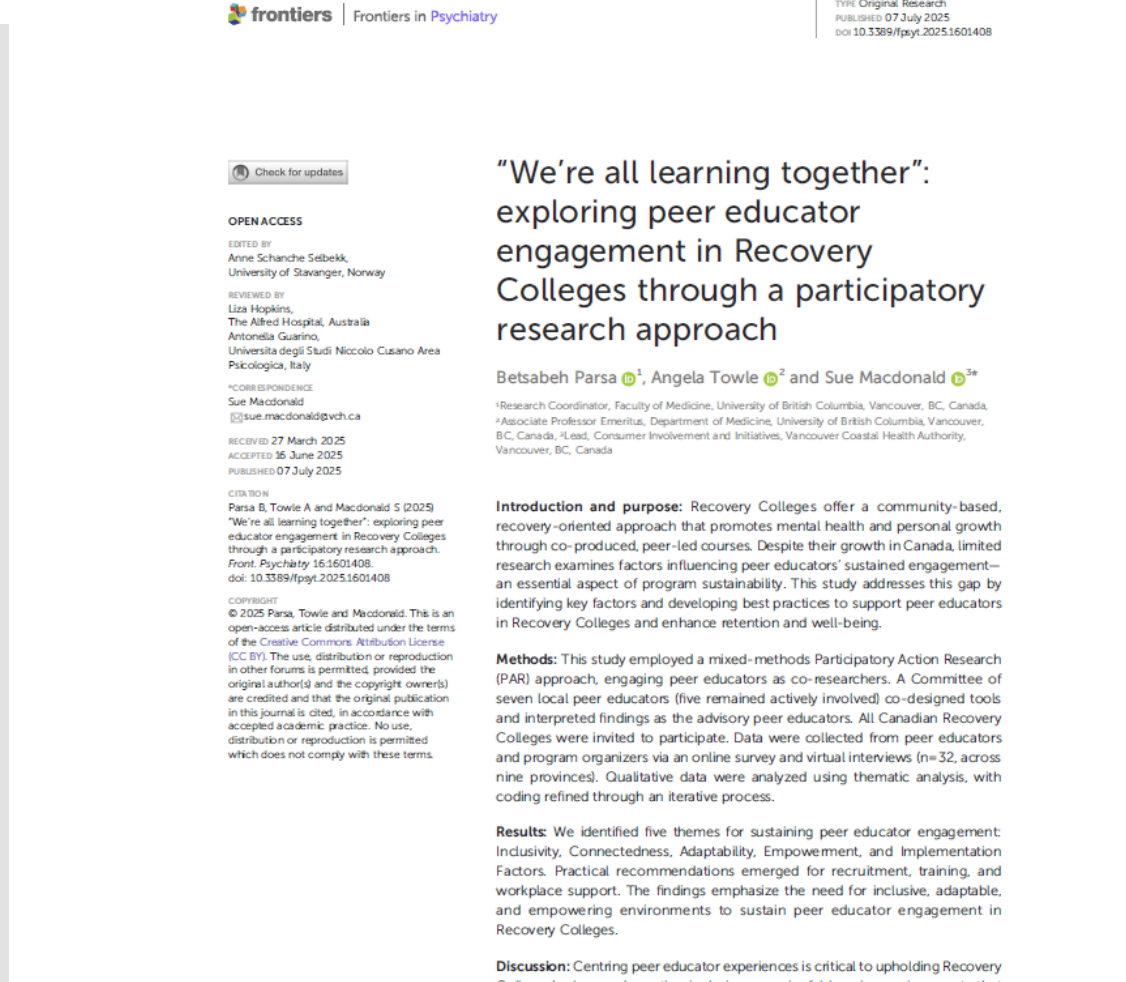 frontiers | Frontiers in Psychiatry
TYPE Original Research
PUBLISHED 07 July 2025
DOI 10.3389/fpsyt.2025.1601408
Check for updates
OPEN ACCESS
EDITED BY
Anne Schanche Selbekk,
University of Stavanger, Norway
REVIEWED BY
Liza Hopkins,
The Alfred Hospital, Australia
Antonella Guarino,
Universita degli Studi Niccolo Cusano Area
Psicologica, Italy
*CORRESPONDENCE
Sue Macdonald
sue.macdonald@vch.ca
RECEIVED 27 March 2025
ACCEPTED 16 June 2025
PUBLISHED 07 July 2025
CITATION
Parsa B, Towle A and Macdonald S (2025)
“We’re all learning together”: exploring peer
educator engagement in Recovery Colleges
through a participatory research approach.
Front. Psychiatry 16:1601408.
doi: 10.3389/fpsyt.2025.1601408
COPYRIGHT
© 2025 Parsa, Towle and Macdonald. This is an
open-access article distributed under the terms
of the Creative Commons Attribution License
(CC BY). The use, distribution or reproduction
in other forums is permitted, provided the
original author(s) and the copyright owner(s)
are credited and that the original publication
in this journal is cited, in accordance with
accepted academic practice. No use,
distribution or reproduction is permitted
which does not comply with these terms.
“We’re all learning together”:
exploring peer educator
engagement in Recovery
Colleges through a participatory
research approach
Betsabeh Parsa iD 1, Angela Towle iD 2 and Sue Macdonald iD 3*
1Research Coordinator, Faculty of Medicine, University of British Columbia, Vancouver, BC, Canada,
2Associate Professor Emeritus, Department of Medicine, University of British Columbia, Vancouver,
BC, Canada, 3Lead, Consumer Involvement and Initiatives, Vancouver Coastal Health Authority,
Vancouver, BC, Canada
Introduction and purpose: Recovery Colleges offer a community-based,
recovery-oriented approach that promotes mental health and personal growth
through co-produced, peer-led courses. Despite their growth in Canada, limited
research examines factors influencing peer educators’ sustained engagement—
an essential aspect of program sustainability. This study addresses this gap by
identifying key factors and developing best practices to support peer educators
in Recovery Colleges and enhance retention and well-being.
Methods: This study employed a mixed-methods Participatory Action Research
(PAR) approach, engaging peer educators as co-researchers. A Committee of
seven local peer educators (five remained actively involved) co-designed tools
and interpreted findings as the advisory peer educators. All Canadian Recovery
Colleges were invited to participate. Data were collected from peer educators
and program organizers via an online survey and virtual interviews (n=32, across
nine provinces). Qualitative data were analyzed using thematic analysis, with
coding refined through an iterative process.
Results: We identified five themes for sustaining peer educator engagement:
Inclusivity, Connectedness, Adaptability, Empowerment, and Implementation
Factors. Practical recommendations emerged for recruitment, training, and
workplace support. The findings emphasize the need for inclusive, adaptable,
and empowering environments to sustain peer educator engagement in
Recovery Colleges.
Discussion: Centring peer educator experiences is critical to upholding Recovery